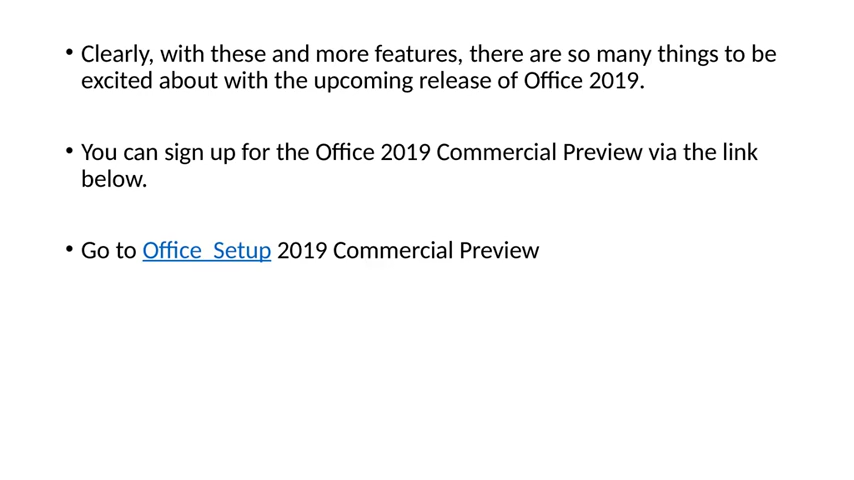 • Clearly, with these and more features, there are so many things to be
excited about with the upcoming release of Office 2019.
• You can sign up for the Office 2019 Commercial Preview via the link
below.
• Go to Office  Setup 2019 Commercial Preview